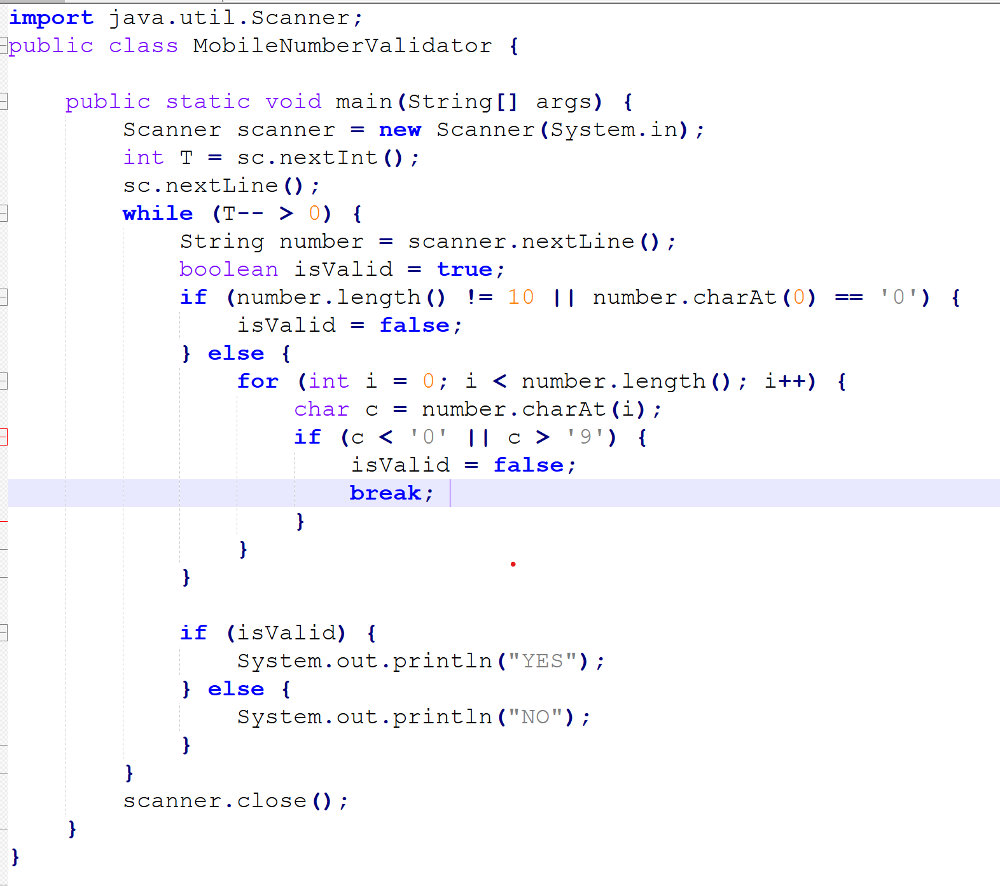 import java.util.Scanner;
public class MobileNumberValidator {
    public static void main(String[] args) {
        Scanner scanner = new Scanner(System.in);
        int T = sc.nextInt();
        sc.nextLine();
        while (T-- > 0) {
            String number = scanner.nextLine();
            boolean isValid = true;
            if (number.length() != 10 || number.charAt(0) == '0') {
                isValid = false;
            } else {
                for (int i = 0; i < number.length(); i++) {
                    char c = number.charAt(i);
                    if (c < '0' || c > '9') {
                        isValid = false;
                        break;
                    }
                }
            }
            if (isValid) {
                System.out.println("YES");
            } else {
                System.out.println("NO");
            }
        }
        scanner.close();
    }
}